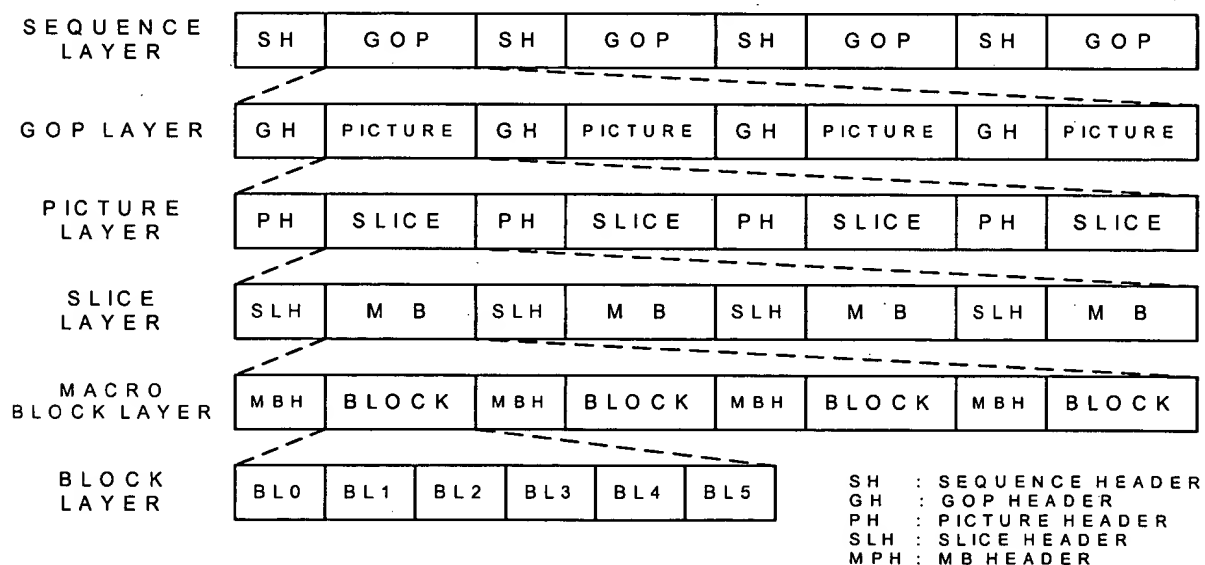 SEQUENCE LAYER
SH GOP SH GOP SH GOP SH GOP
GOP LAYER
GH PICTURE GH PICTURE GH PICTURE GH PICTURE
PICTURE LAYER
PH SLICE PH SLICE PH SLICE PH SLICE
SLICE LAYER
SLH MB SLH MB SLH MB SLH MB
MACRO BLOCK LAYER
MBH BLOCK MBH BLOCK MBH BLOCK MBH BLOCK
BLOCK LAYER
BL0 BL1 BL2 BL3 BL4 BL5
SH : SEQUENCE HEADER
GH : GOP HEADER
PH : PICTURE HEADER
SLH : SLICE HEADER
MPH : MB HEADER